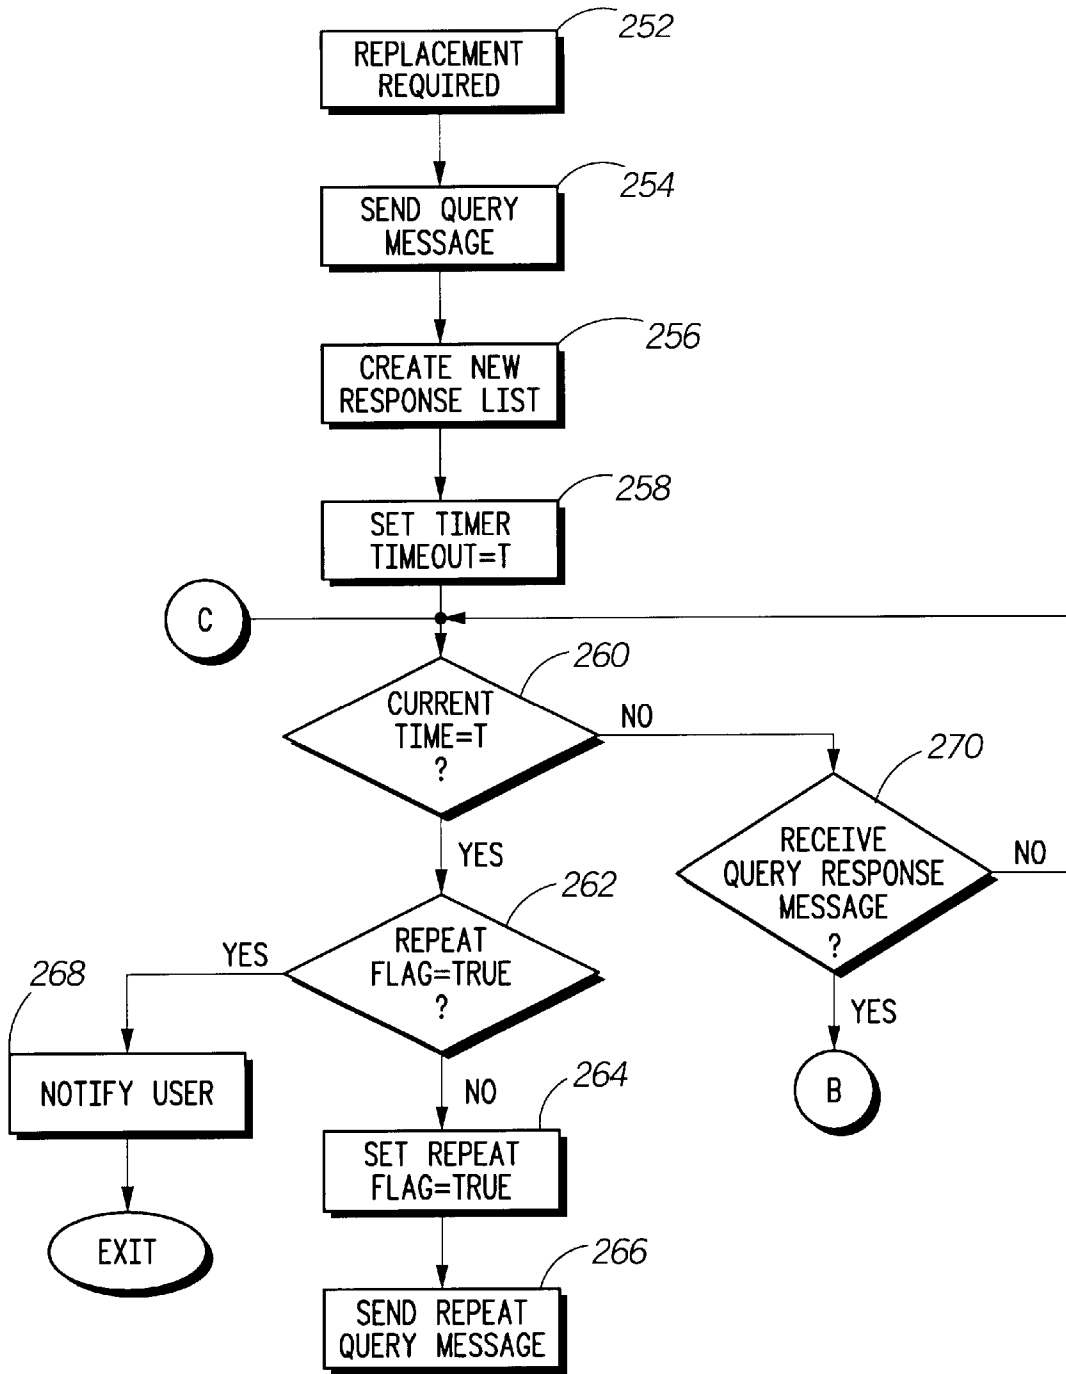 252
REPLACEMENT
REQUIRED
254
SEND QUERY
MESSAGE
256
CREATE NEW
RESPONSE LIST
258
SET TIMER
TIMEOUT=T
C
260
CURRENT
TIME=T
?
NO
270
RECEIVE
QUERY RESPONSE
MESSAGE
?
NO
YES
262
REPEAT
FLAG=TRUE
?
YES
268
NOTIFY USER
YES
B
NO
264
SET REPEAT
FLAG=TRUE
EXIT
266
SEND REPEAT
QUERY MESSAGE